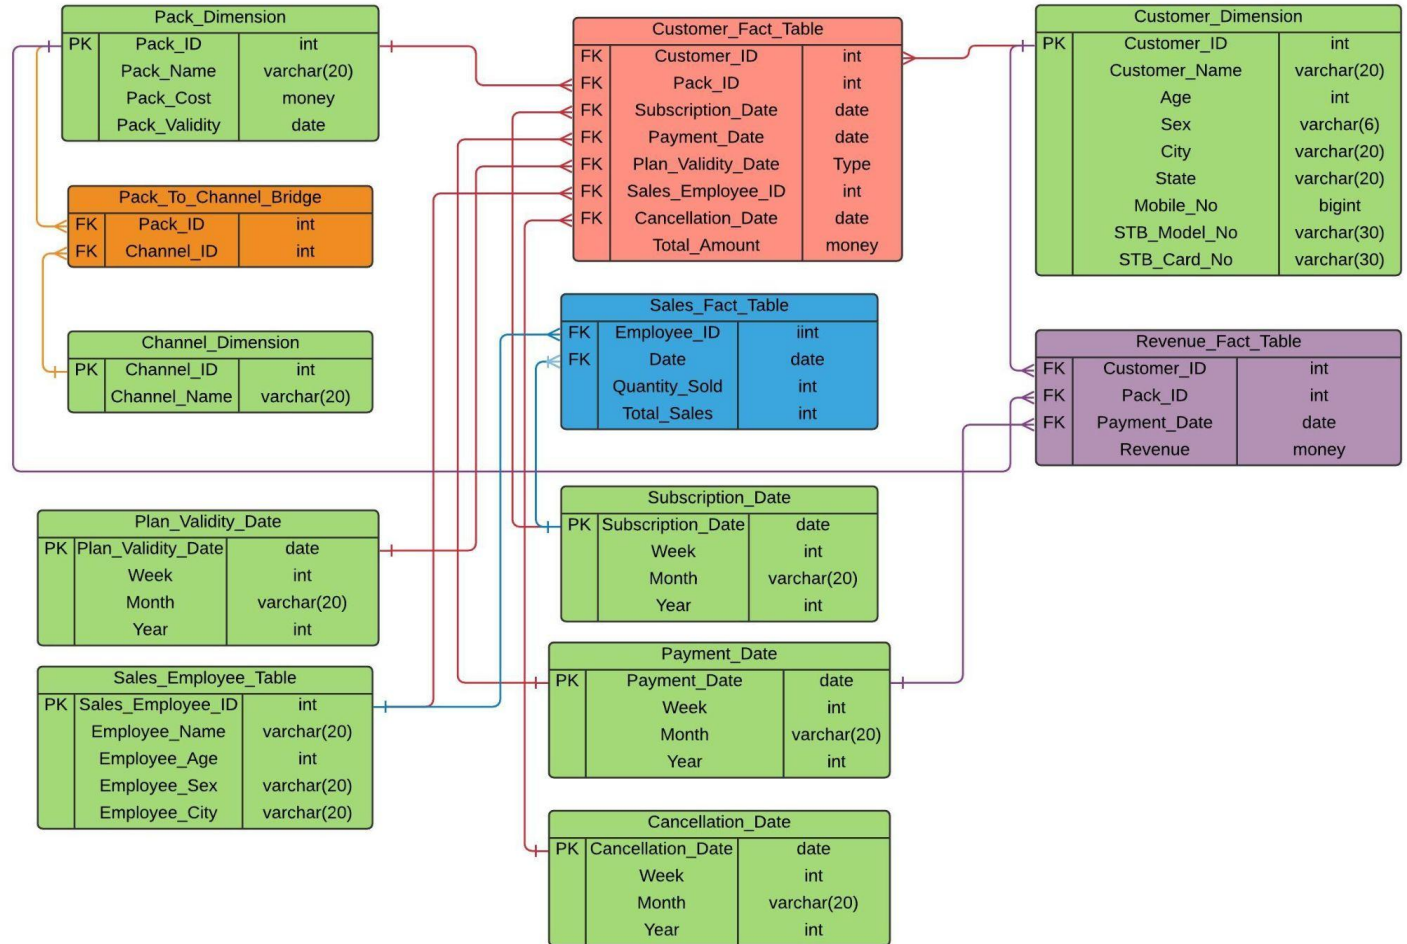 Pack_Dimension
PK Pack_ID int
Pack_Name varchar(20)
Pack_Cost money
Pack_Validity date
Pack_To_Channel_Bridge
FK Pack_ID int
FK Channel_ID int
Channel_Dimension
PK Channel_ID int
Channel_Name varchar(20)
Plan_Validity_Date
PK Plan_Validity_Date date
Week int
Month varchar(20)
Year int
Sales_Employee_Table
PK Sales_Employee_ID int
Employee_Name varchar(20)
Employee_Age int
Employee_Sex varchar(20)
Employee_City varchar(20)
Customer_Fact_Table
FK Customer_ID int
FK Pack_ID int
FK Subscription_Date date
FK Payment_Date date
FK Plan_Validity_Date Type
FK Sales_Employee_ID int
FK Cancellation_Date date
Total_Amount money
Sales_Fact_Table
FK Employee_ID iint
FK Date date
Quantity_Sold int
Total_Sales int
Subscription_Date
PK Subscription_Date date
Week int
Month varchar(20)
Year int
Payment_Date
PK Payment_Date date
Week int
Month varchar(20)
Year int
Cancellation_Date
PK Cancellation_Date date
Week int
Month varchar(20)
Year int
Customer_Dimension
PK Customer_ID int
Customer_Name varchar(20)
Age int
Sex varchar(6)
City varchar(20)
State varchar(20)
Mobile_No bigint
STB_Model_No varchar(30)
STB_Card_No varchar(30)
Revenue_Fact_Table
FK Customer_ID int
FK Pack_ID int
FK Payment_Date date
Revenue money